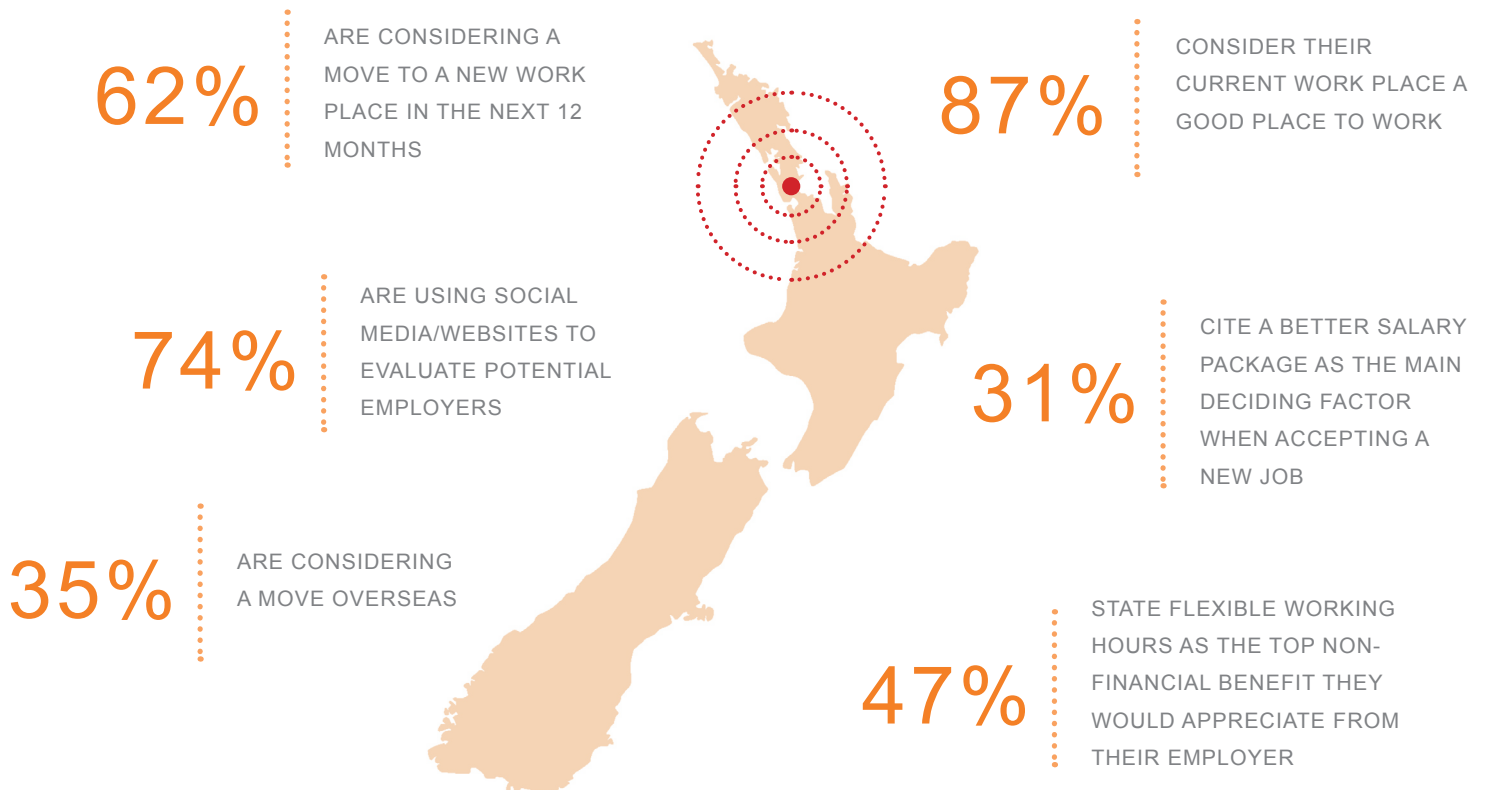 62%
ARE CONSIDERING A
MOVE TO A NEW WORK
PLACE IN THE NEXT 12
MONTHS
87%
CONSIDER THEIR
CURRENT WORK PLACE A
GOOD PLACE TO WORK
74%
ARE USING SOCIAL
MEDIA/WEBSITES TO
EVALUATE POTENTIAL
EMPLOYERS
31%
CITE A BETTER SALARY
PACKAGE AS THE MAIN
DECIDING FACTOR
WHEN ACCEPTING A
NEW JOB
35%
ARE CONSIDERING
A MOVE OVERSEAS
47%
STATE FLEXIBLE WORKING
HOURS AS THE TOP NON-
FINANCIAL BENEFIT THEY
WOULD APPRECIATE FROM
THEIR EMPLOYER